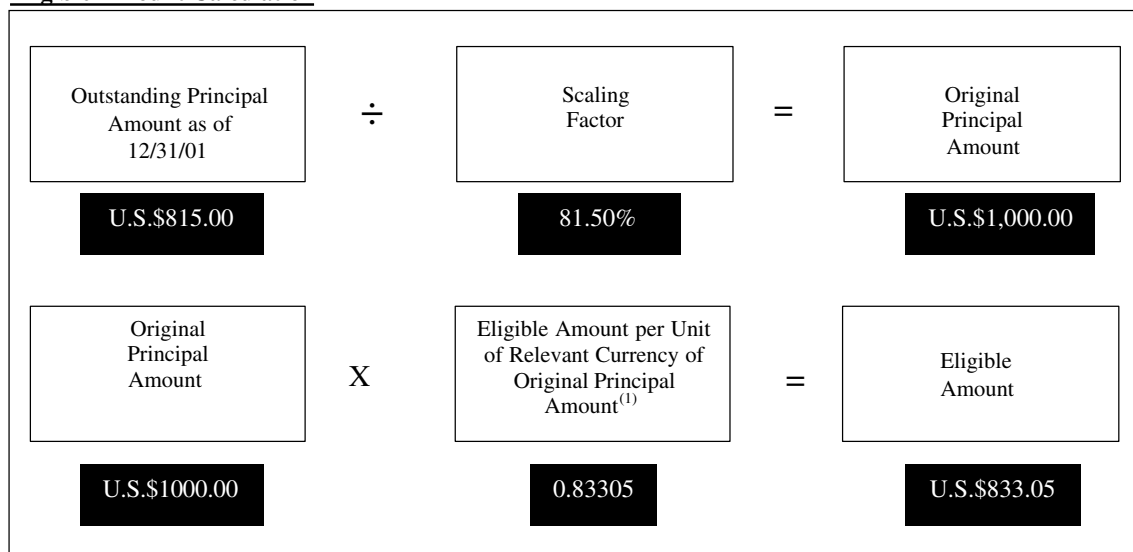 Outstanding Principal
Amount as of
12/31/01
÷
Scaling
Factor
=
Original
Principal
Amount
U.S.$815.00
81.50%
U.S.$1,000.00
Original
Principal
Amount
X
Eligible Amount per Unit
of Relevant Currency of
Original Principal
Amount(1)
=
Eligible
Amount
U.S.$1000.00
0.83305
U.S.$833.05